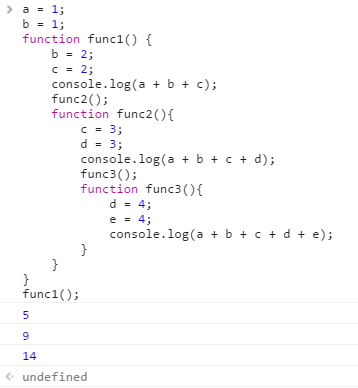 a = 1;
b = 1;
function func1() {
    b = 2;
    c = 2;
    console.log(a + b + c);
    func2();
    function func2(){
        c = 3;
        d = 3;
        console.log(a + b + c + d);
        func3();
        function func3(){
            d = 4;
            e = 4;
            console.log(a + b + c + d + e);
        }
    }
}
func1();
5
9
14
undefined